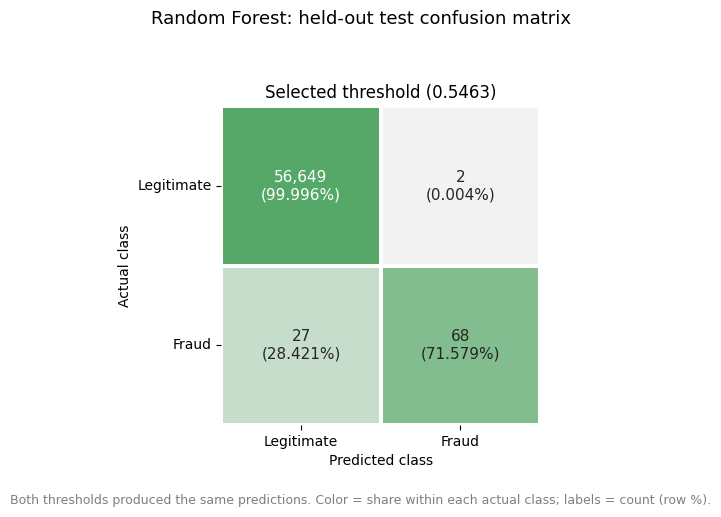 Random Forest: held-out test confusion matrix
Selected threshold (0.5463)
Legitimate
56,649
(99.996%)
2
(0.004%)
Actual class
Fraud
27
(28.421%)
68
(71.579%)
Legitimate
Fraud
Predicted class
Both thresholds produced the same predictions. Color = share within each actual class; labels = count (row %).